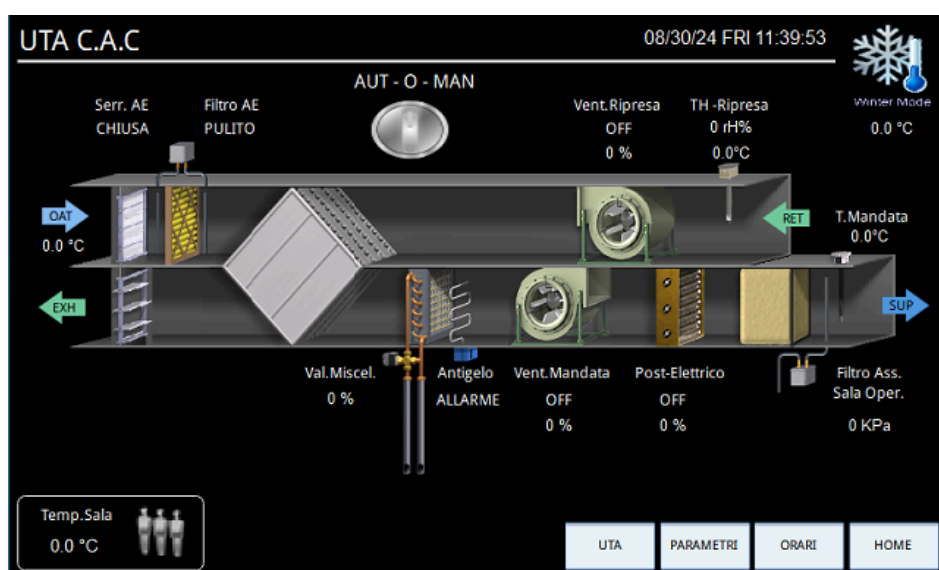 UTA C.A.C
08/30/24 FRI 11:39:53
AUT - O - MAN
Winter Mode
0.0 °C
Serr. AE
CHIUSA
Filtro AE
PULITO
Vent.Ripresa
OFF
0 %
TH -Ripresa
0 rH%
0.0°C
OAT
0.0 °C
RET
T.Mandata
0.0°C
EXH
SUP
Val.Miscel.
0 %
Antigelo
ALLARME
Vent.Mandata
OFF
0 %
Post-Elettrico
OFF
0 %
Filtro Ass.
Sala Oper.
0 KPa
Temp.Sala
0.0 °C
UTA
PARAMETRI
ORARI
HOME